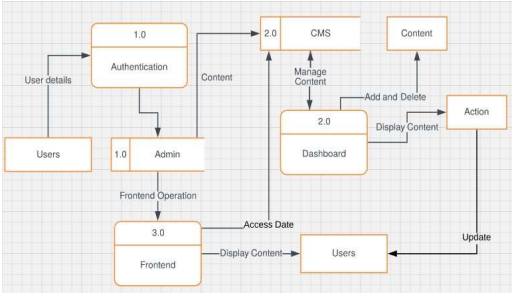 1.0
Authentication
2.0 CMS
Content
User details
Content
Manage
Content
Add and Delete
Action
2.0
Dashboard
Display Content
Users
1.0 Admin
Frontend Operation
3.0
Frontend
Access Date
Display Content
Users
Update